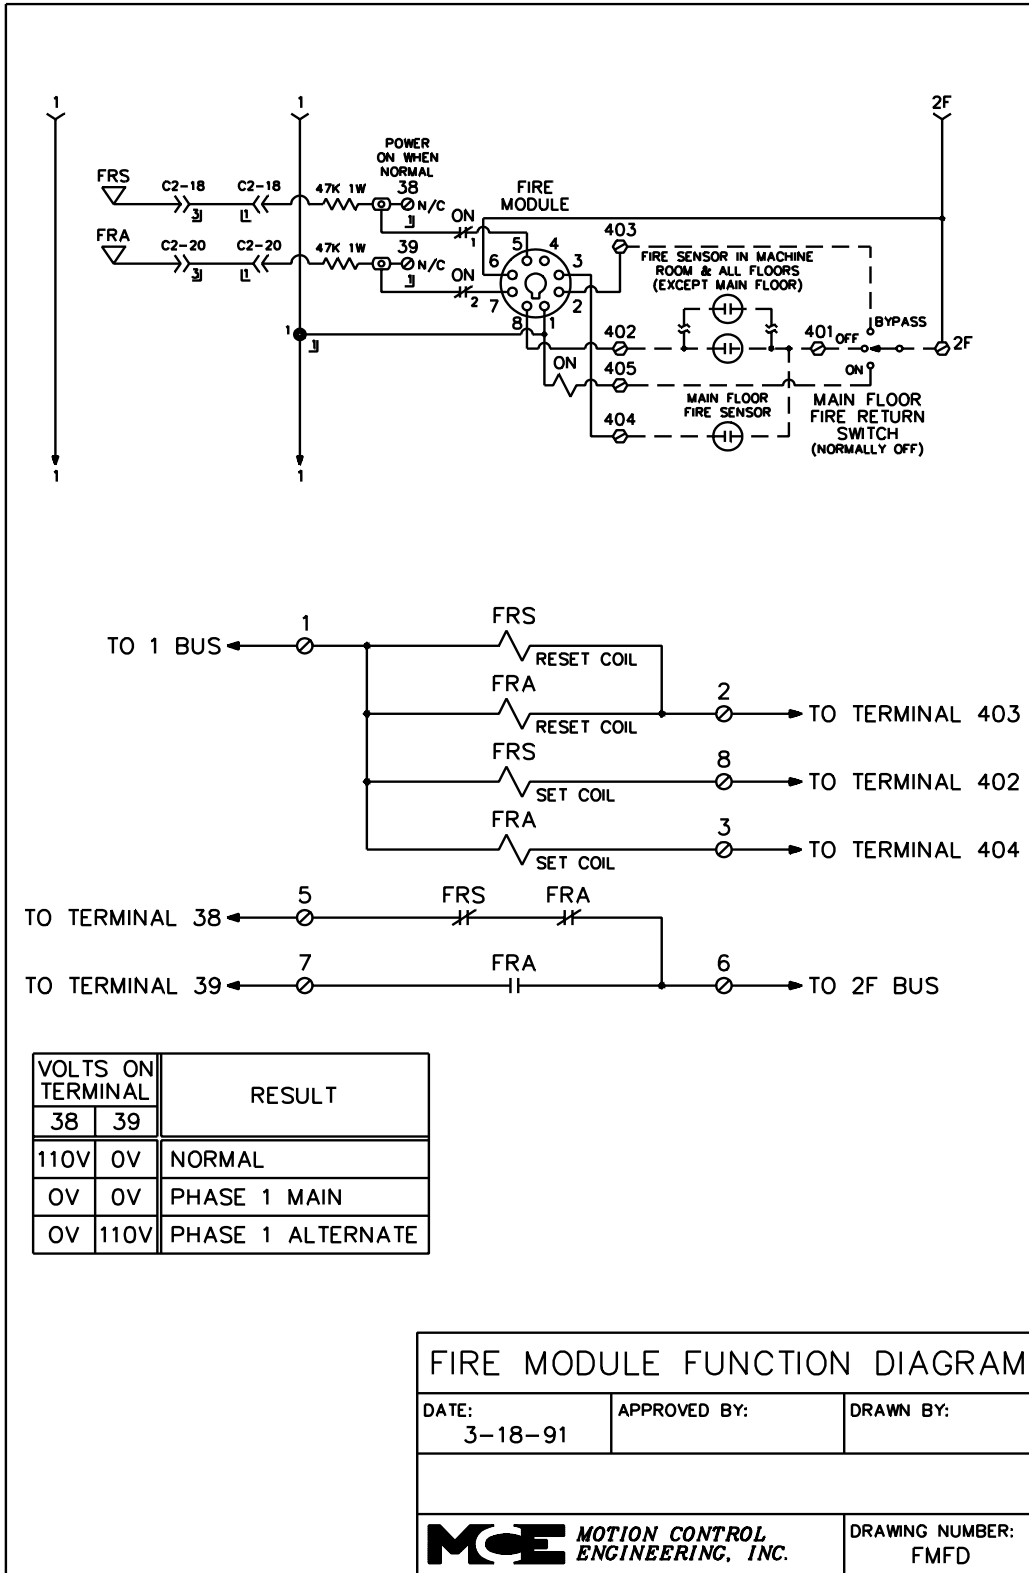 1
1
2F
POWER
ON WHEN
NORMAL
FRS
C2-18
C2-18
47K 1W
38
N/C
3
1
1
FIRE
MODULE
ON
1
FRA
C2-20
C2-20
47K 1W
39
N/C
3
1
1
ON
2
5
4
6
3
7
2
8
1
403
FIRE SENSOR IN MACHINE
ROOM & ALL FLOORS
(EXCEPT MAIN FLOOR)
BYPASS
1
1
402
401
OFF
2F
ON
405
ON
MAIN FLOOR
FIRE SENSOR
404
MAIN FLOOR
FIRE RETURN
SWITCH
(NORMALLY OFF)
1
1
TO 1 BUS
1
FRS
RESET COIL
FRA
RESET COIL
2
TO TERMINAL 403
FRS
SET COIL
8
TO TERMINAL 402
FRA
SET COIL
3
TO TERMINAL 404
TO TERMINAL 38
5
FRS
FRA
TO TERMINAL 39
7
FRA
6
TO 2F BUS
VOLTS ON
TERMINAL
RESULT
38 39
110V 0V NORMAL
0V 0V PHASE 1 MAIN
0V 110V PHASE 1 ALTERNATE
FIRE MODULE FUNCTION DIAGRAM
DATE:
3-18-91
APPROVED BY:
DRAWN BY:
MCE
MOTION CONTROL
ENGINEERING, INC.
DRAWING NUMBER:
FMFD